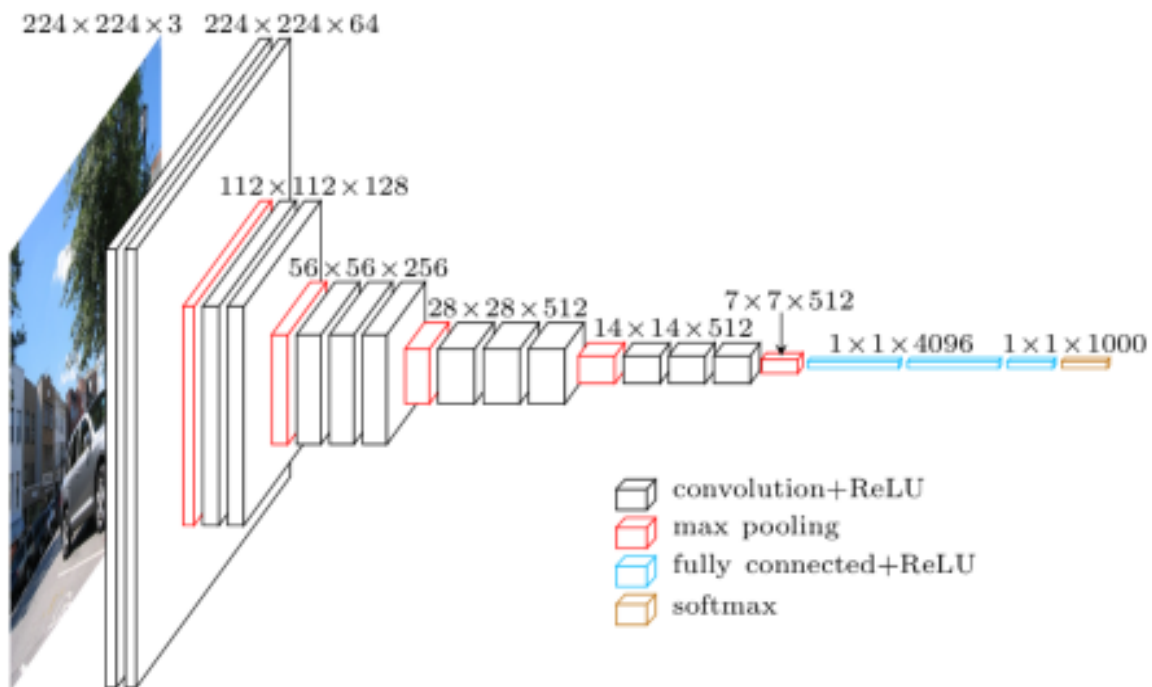 224×224×3
224×224×64
112×112×128
56×56×256
28×28×512
14×14×512
7×7×512
1×1×4096
1×1×1000
convolution+ReLU
max pooling
fully connected+ReLU
softmax